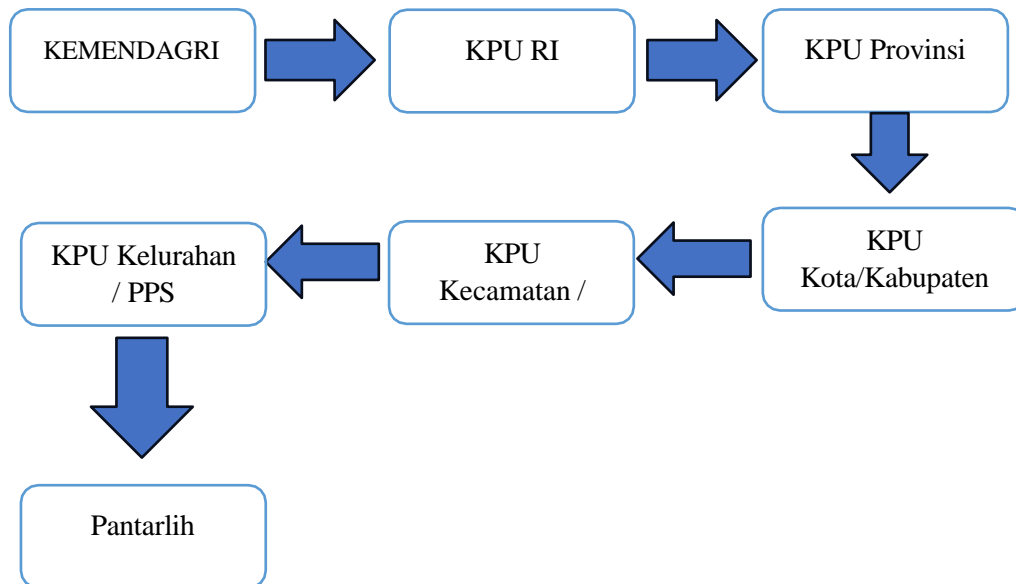 KEMENDAGRI
KPU RI
KPU Provinsi
KPU
Kota/Kabupaten
KPU
Kecamatan /
KPU Kelurahan
/ PPS
Pantarlih